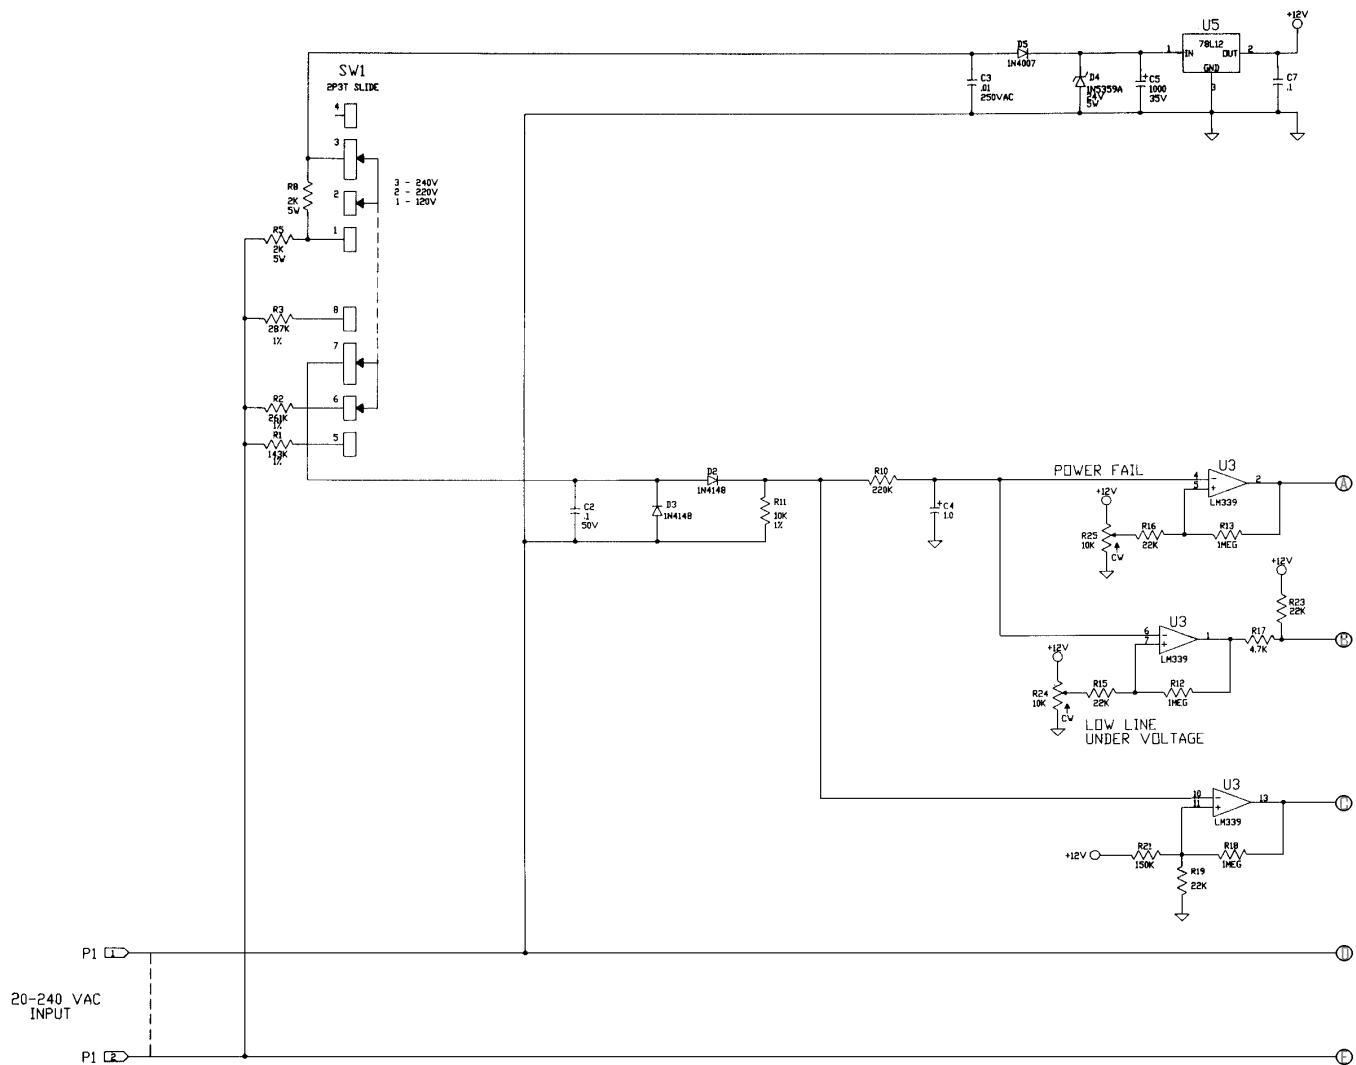 +12V
U5
78L12
1 IN OUT 2
GND
3
D5
1N4007
C3
.01
250VAC
D4
1N5359A
24V
5W
+ C5
1000
35V
C7
.1
SW1
2P3T SLIDE
4
3
2
1
3 - 240V
2 - 220V
1 - 120V
R8
2K
5W
R5
2K
5W
R3
287K
1%
8
7
R2
261K
1%
6
R1
143K
1%
5
C2
.1
50V
D3
1N4148
D2
1N4148
R11
10K
1%
R10
220K
+ C4
1.0
POWER FAIL
+12V
R25
10K
CW
R16
22K
R13
1MEG
U3
4 -
5 +
2
LM339
A
+12V
R23
22K
U3
6 -
7 +
1
LM339
R17
4.7K
B
+12V
R24
10K
CW
R15
22K
R12
1MEG
LOW LINE
UNDER VOLTAGE
U3
10 -
11 +
13
LM339
C
+12V
R21
150K
R18
1MEG
R19
22K
P1 1
D
20-240 VAC
INPUT
P1 2
E